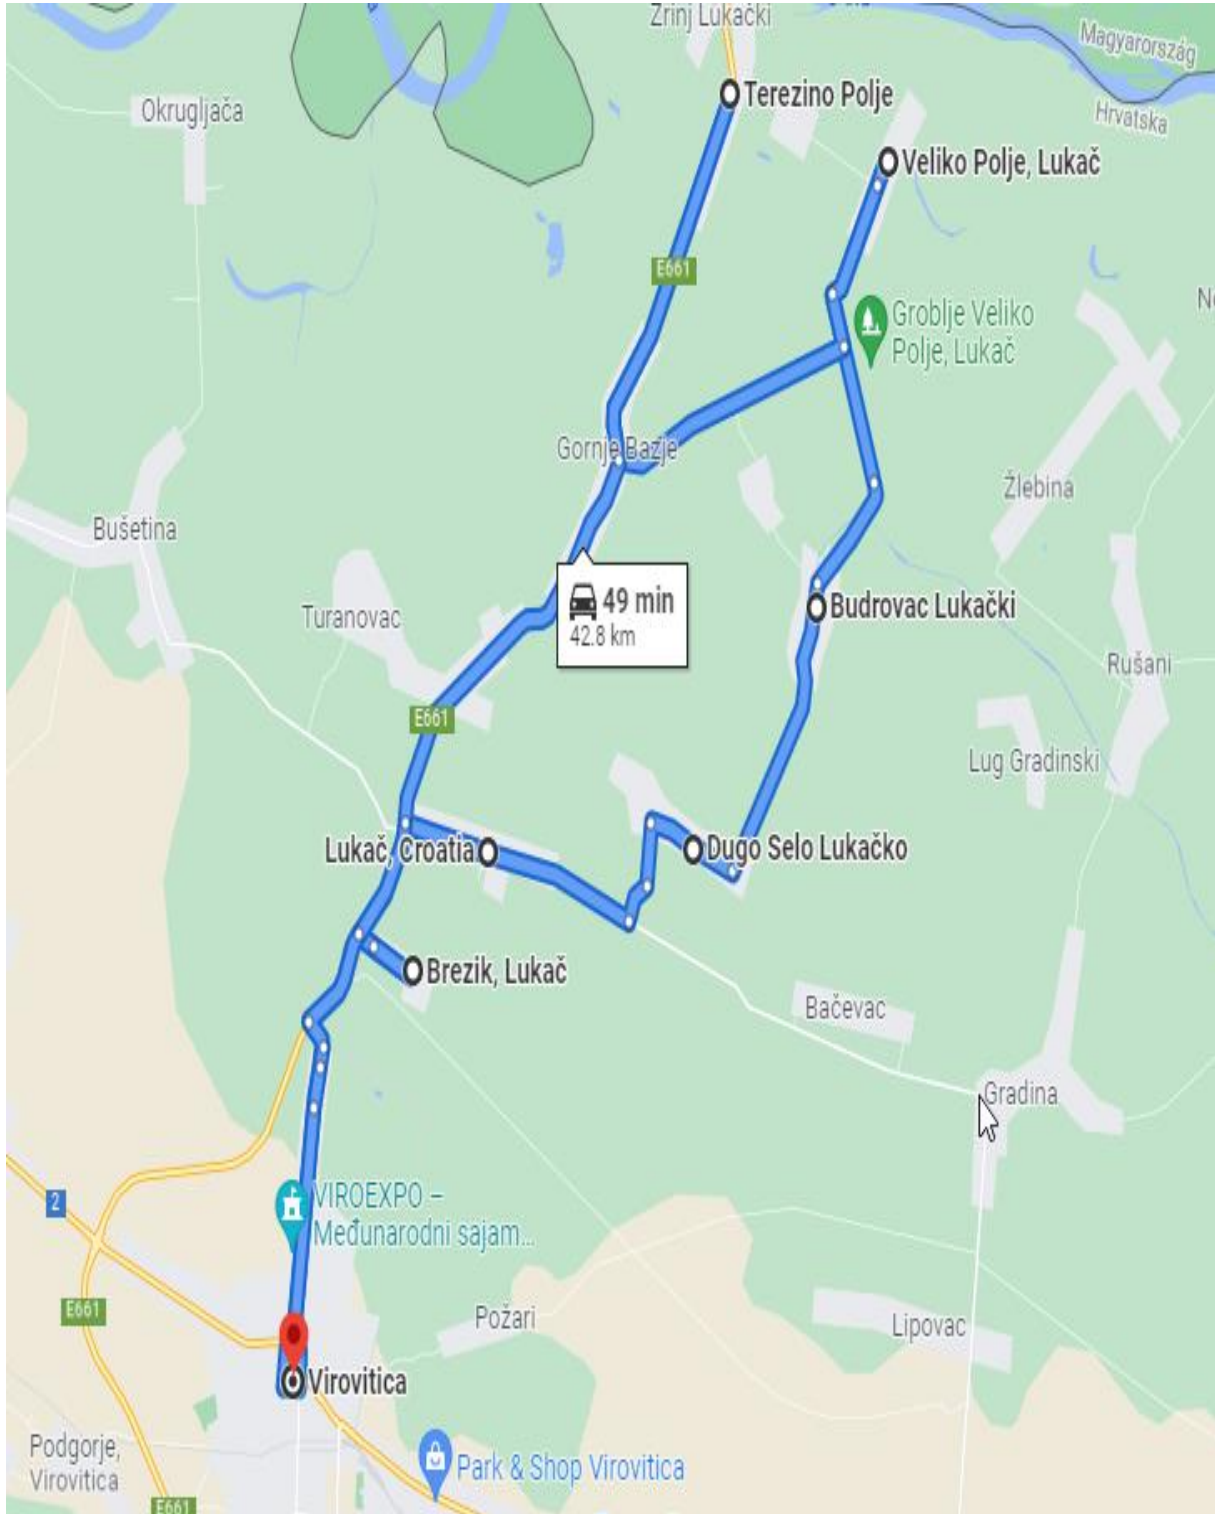 Zrinj Lukački
Magyarország
Hrvatska
Okrugljača
Terezino Polje
Veliko Polje, Lukač
E661
Groblje Veliko
Polje, Lukač
Gornje Bazje
Žlebina
Bušetina
Turanovac
49 min
42.8 km
Budrovac Lukački
Rušani
E661
Lug Gradinski
Lukač, Croatia
Dugo Selo Lukačko
Brezik, Lukač
Bačevac
Gradina
2
VIROEXPO –
Međunarodni sajam...
E661
Požari
Lipovac
Virovitica
Podgorje,
Virovitica
Park & Shop Virovitica
E661